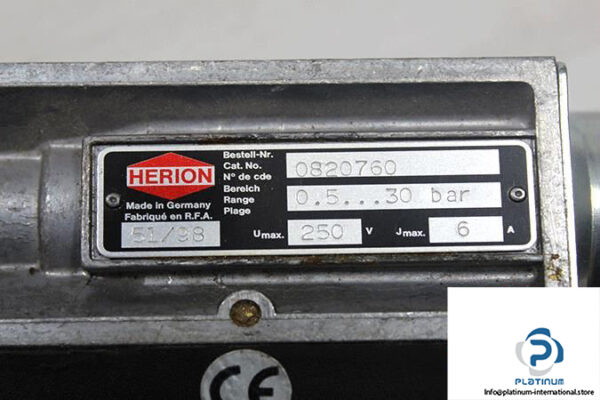 HERION
Made in Germany
Fabriqué en R.F.A.
51/98
Bestell-Nr.
Cat. No.
N° de cde
0820760
Bereich
Range
Plage
0.5...30 bar
Umax. 250 V Jmax. 6 A
CE
PLATINUM
Info@platinum-international.store